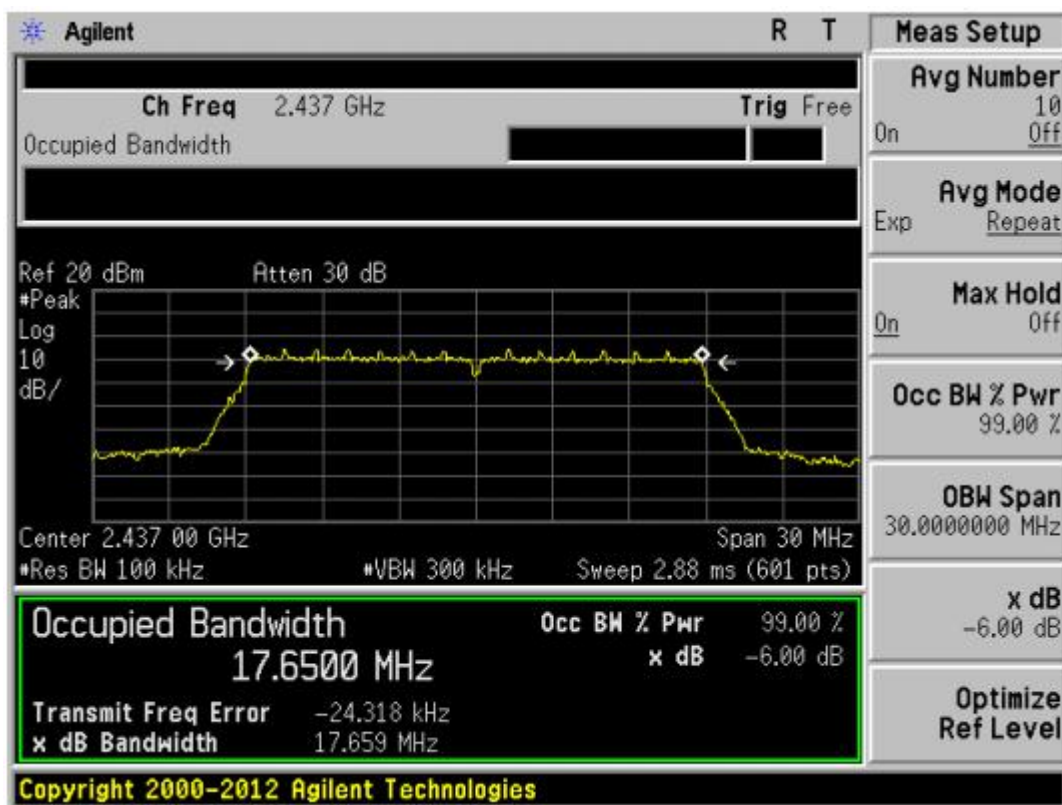 Agilent R T
Ch Freq 2.437 GHz Trig Free
Occupied Bandwidth
Ref 20 dBm Atten 30 dB
#Peak
Log
10
dB/
Center 2.437 00 GHz Span 30 MHz
#Res BW 100 kHz #VBW 300 kHz Sweep 2.88 ms (601 pts)
Occupied Bandwidth Occ BW % Pwr 99.00 %
17.6500 MHz x dB -6.00 dB
Transmit Freq Error -24.318 kHz
x dB Bandwidth 17.659 MHz
Copyright 2000-2012 Agilent Technologies
Meas Setup
Avg Number
10
On Off
Avg Mode
Exp Repeat
Max Hold
On Off
Occ BW % Pwr
99.00 %
OBW Span
30.0000000 MHz
x dB
-6.00 dB
Optimize
Ref Level